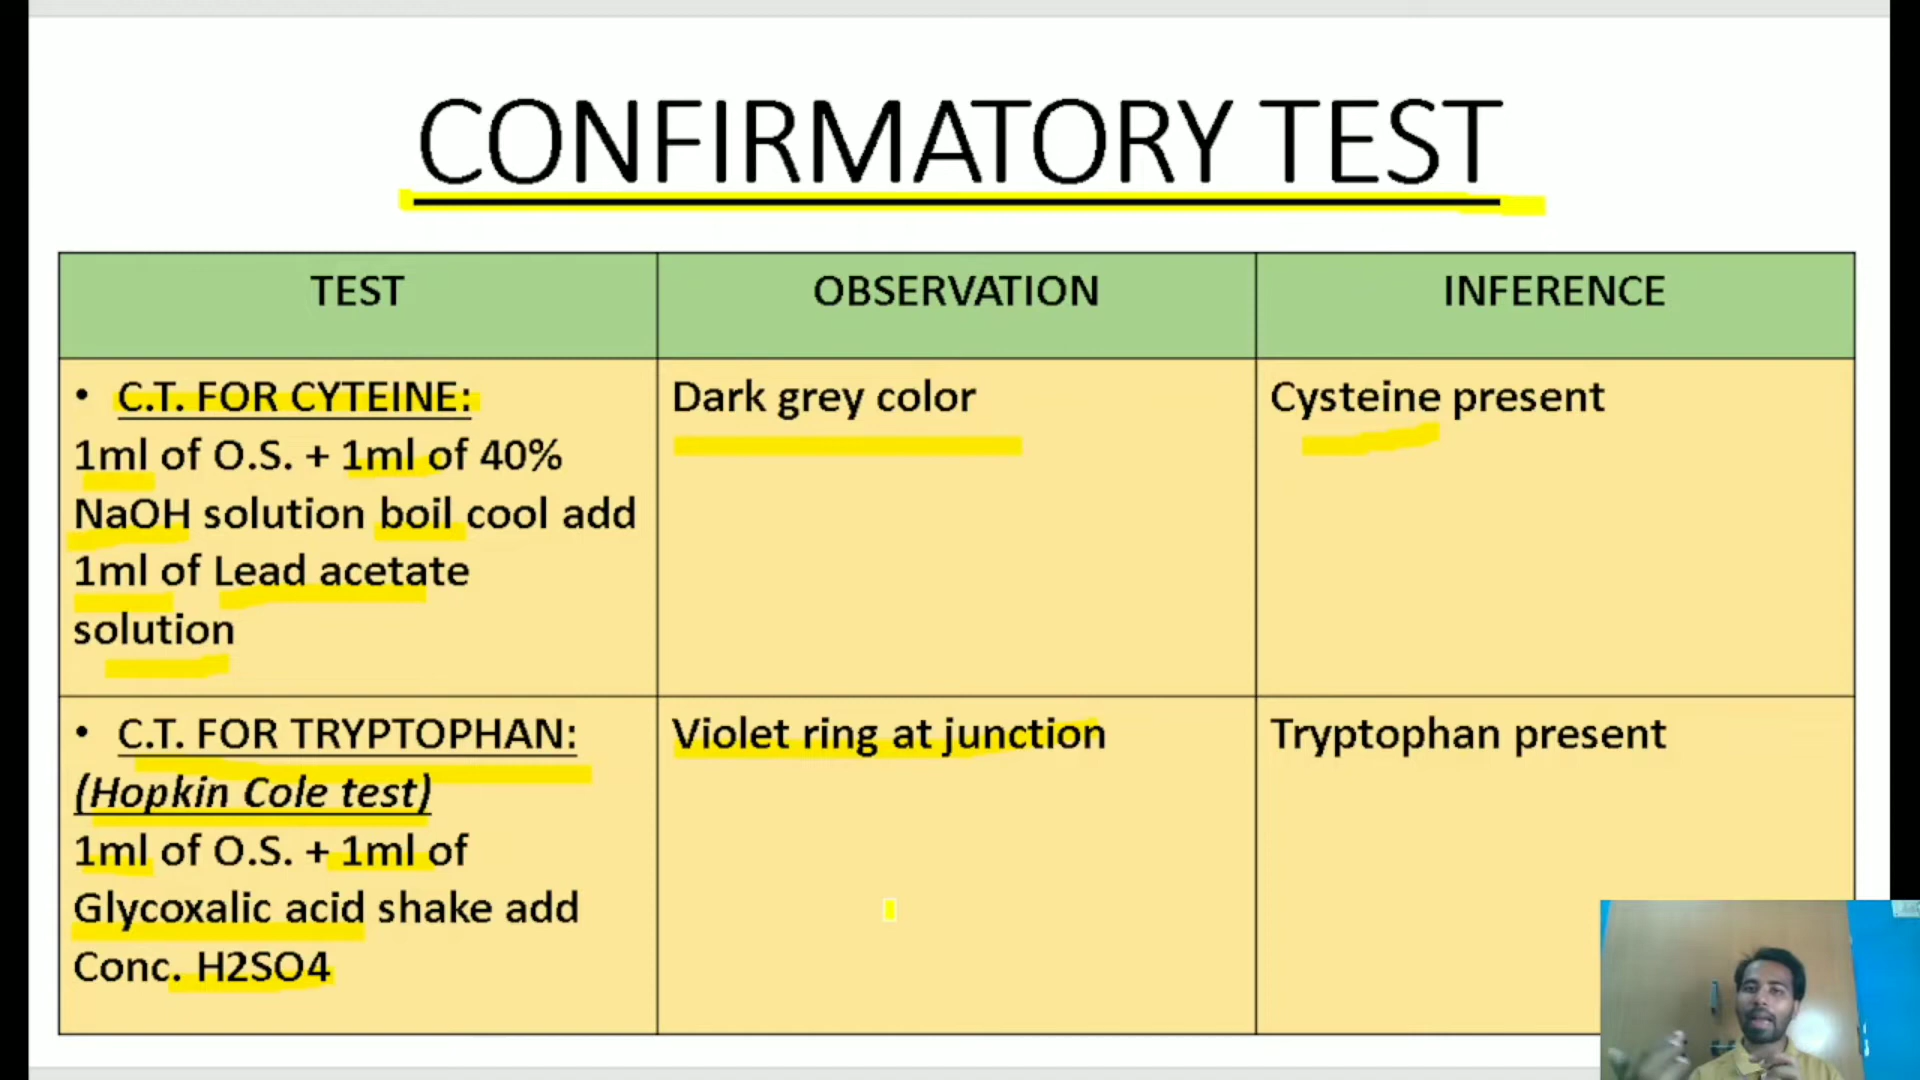 CONFIRMATORY TEST
TEST
OBSERVATION
INFERENCE
• C.T. FOR CYTEINE:
1ml of O.S. + 1ml of 40%
NaOH solution boil cool add
1ml of Lead acetate
solution
Dark grey color
Cysteine present
• C.T. FOR TRYPTOPHAN:
(Hopkin Cole test)
1ml of O.S. + 1ml of
Glycoxalic acid shake add
Conc. H2SO4
Violet ring at junction
Tryptophan present